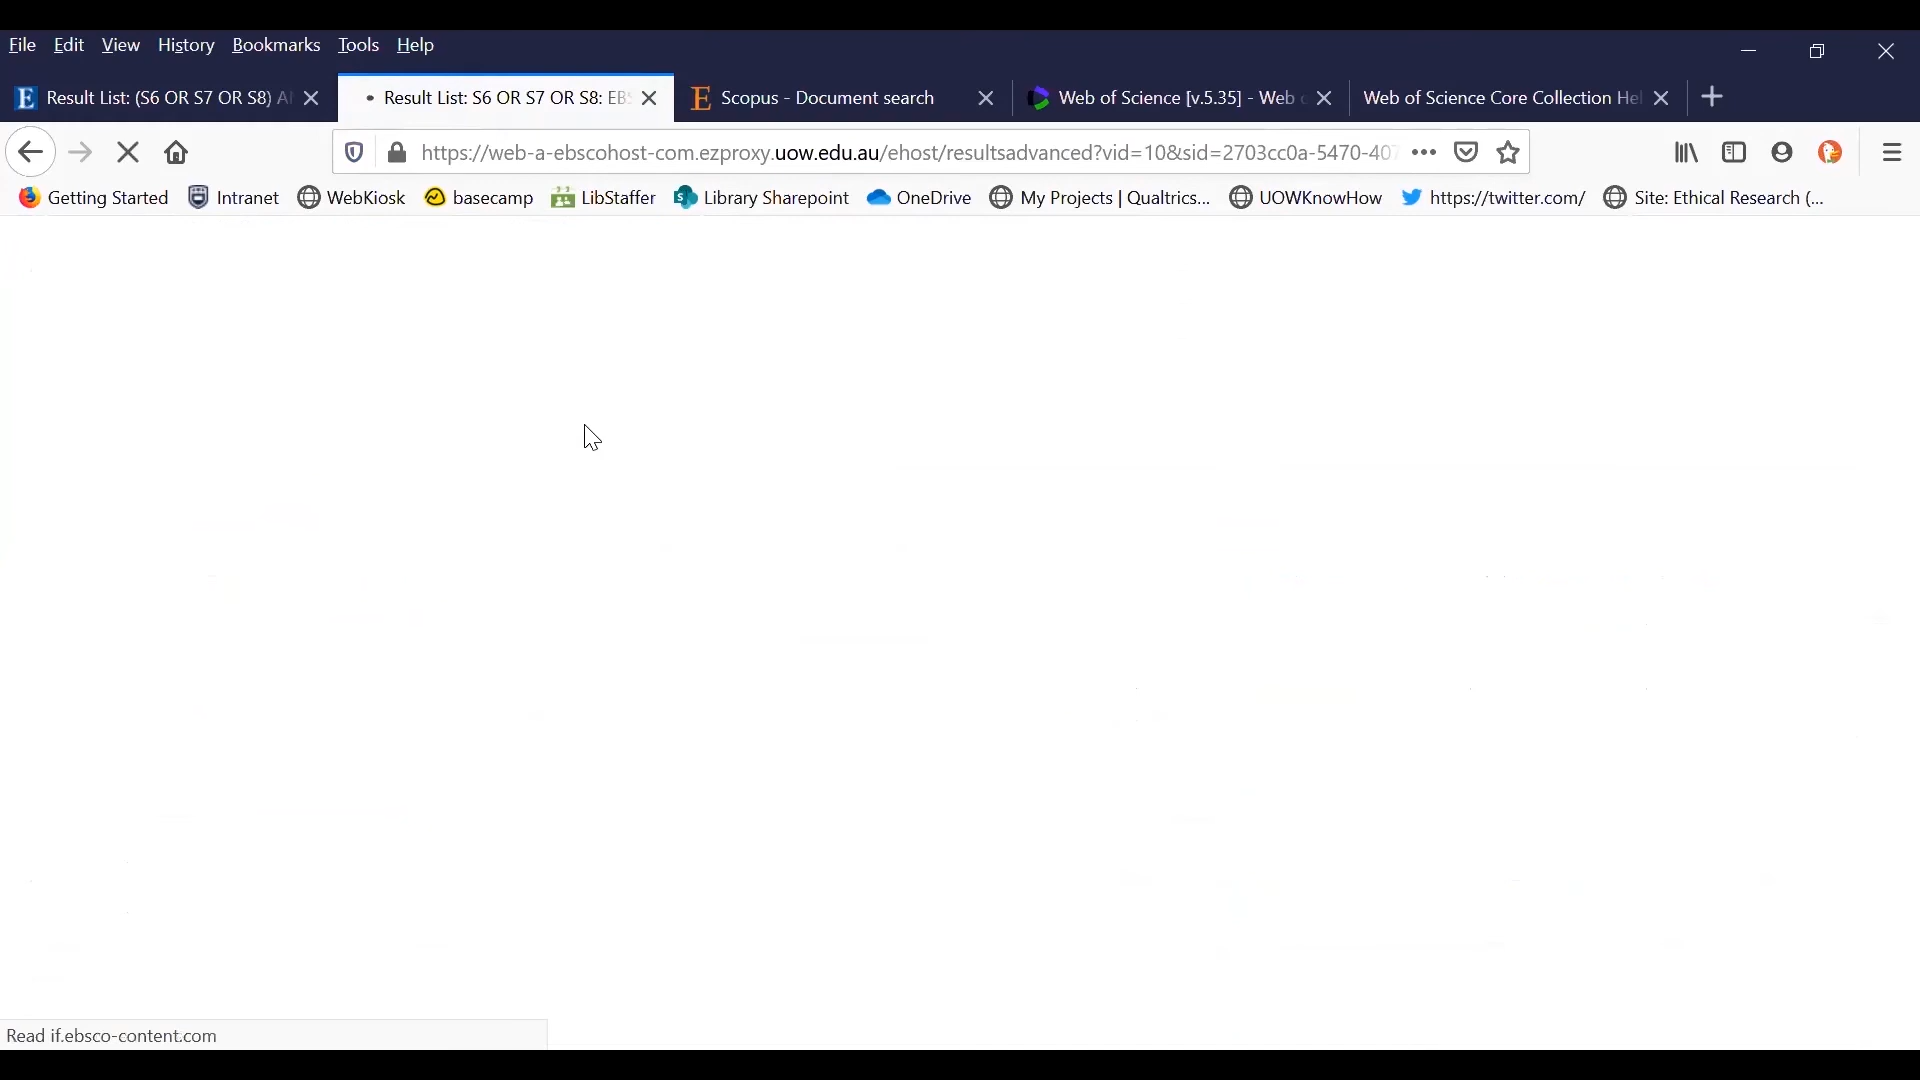 File Edit View History Bookmarks Tools Help
Result List: (S6 OR S7 OR S8) Result List: S6 OR S7 OR S8: EBS Scopus - Document search Web of Science [v.5.35] - Web Web of Science Core Collection Hel
https://web-a-ebscohost-com.ezproxy.uow.edu.au/ehost/resultsadvanced?vid=10&sid=2703cc0a-5470-407
Getting Started Intranet WebKiosk basecamp LibStaffer Library Sharepoint OneDrive My Projects | Qualtrics... UOWKnowHow https://twitter.com/ Site: Ethical Research (...
Read if.ebsco-content.com